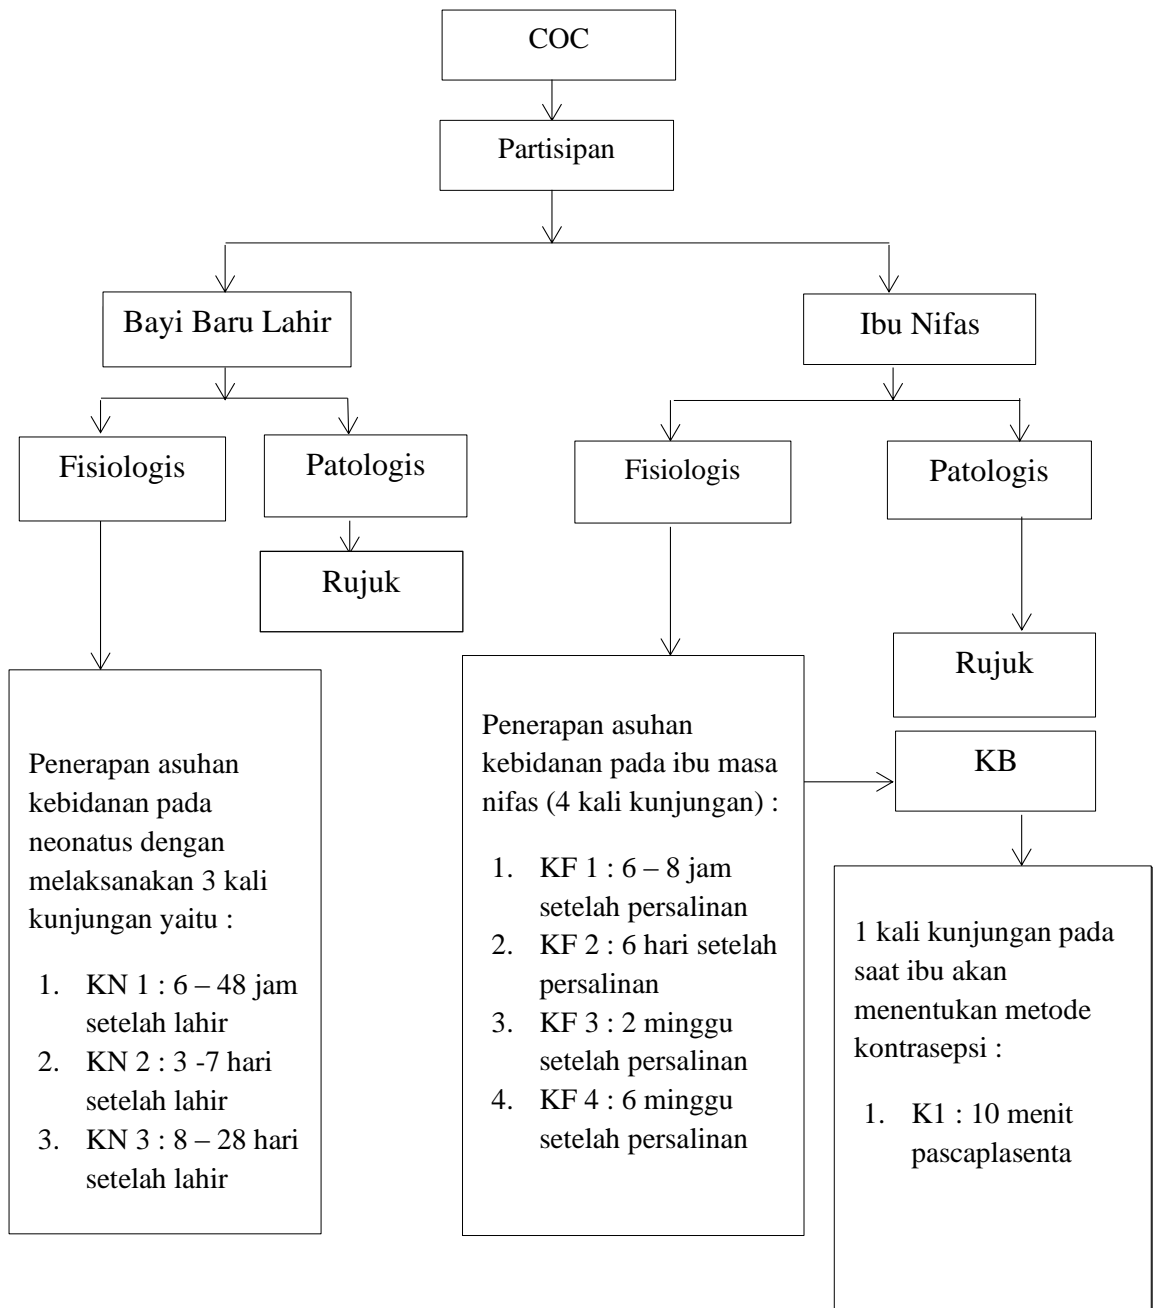 COC
Partisipan
Bayi Baru Lahir
Ibu Nifas
Fisiologis
Patologis
Fisiologis
Patologis
Rujuk
Rujuk
Penerapan asuhan
kebidanan pada
neonatus dengan
melaksanakan 3 kali
kunjungan yaitu :
1. KN 1 : 6 – 48 jam
setelah lahir
2. KN 2 : 3 -7 hari
setelah lahir
3. KN 3 : 8 – 28 hari
setelah lahir
Penerapan asuhan
kebidanan pada ibu masa
nifas (4 kali kunjungan) :
1. KF 1 : 6 – 8 jam
setelah persalinan
2. KF 2 : 6 hari setelah
persalinan
3. KF 3 : 2 minggu
setelah persalinan
4. KF 4 : 6 minggu
setelah persalinan
KB
1 kali kunjungan pada
saat ibu akan
menentukan metode
kontrasepsi :
1. K1 : 10 menit
pascaplasenta